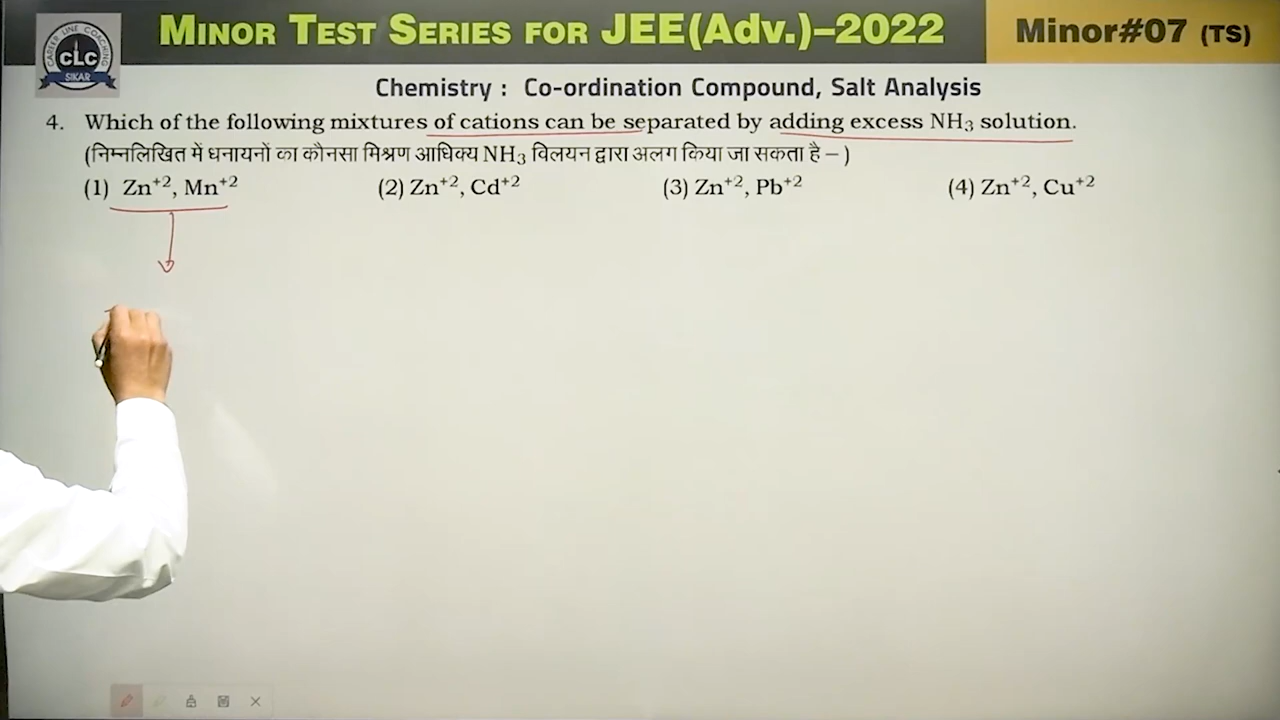 CAREER LINE COACHING
CLC
SIKAR
MINOR TEST SERIES FOR JEE(Adv.)–2022
Minor#07 (TS)
Chemistry : Co-ordination Compound, Salt Analysis
4. Which of the following mixtures of cations can be separated by adding excess NH₃ solution.
(निम्नलिखित में धनायनों का कौनसा मिश्रण आधिक्य NH₃ विलयन द्वारा अलग किया जा सकता है – )
(1) Zn⁺², Mn⁺² (2) Zn⁺², Cd⁺² (3) Zn⁺², Pb⁺² (4) Zn⁺², Cu⁺²